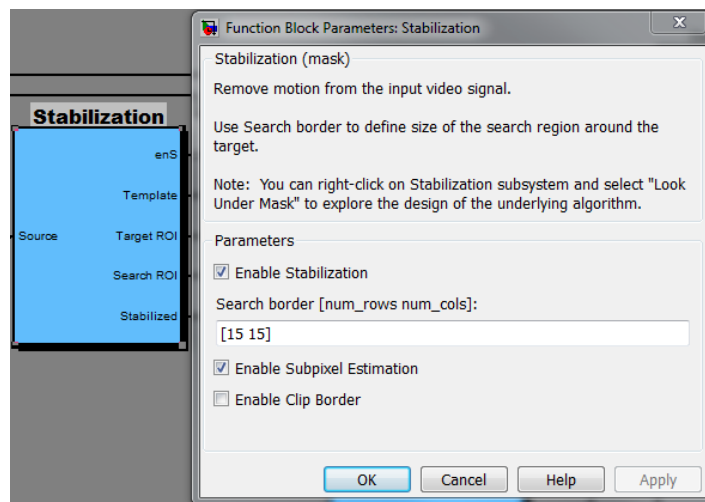 Function Block Parameters: Stabilization
X
Stabilization (mask)
Remove motion from the input video signal.
Use Search border to define size of the search region around the
target.
Note: You can right-click on Stabilization subsystem and select "Look
Under Mask" to explore the design of the underlying algorithm.
Parameters
Enable Stabilization
Search border [num_rows num_cols]:
[15 15]
Enable Subpixel Estimation
Enable Clip Border
OK
Cancel
Help
Apply
Stabilization
enS
Template
Source
Target ROI
Search ROI
Stabilized